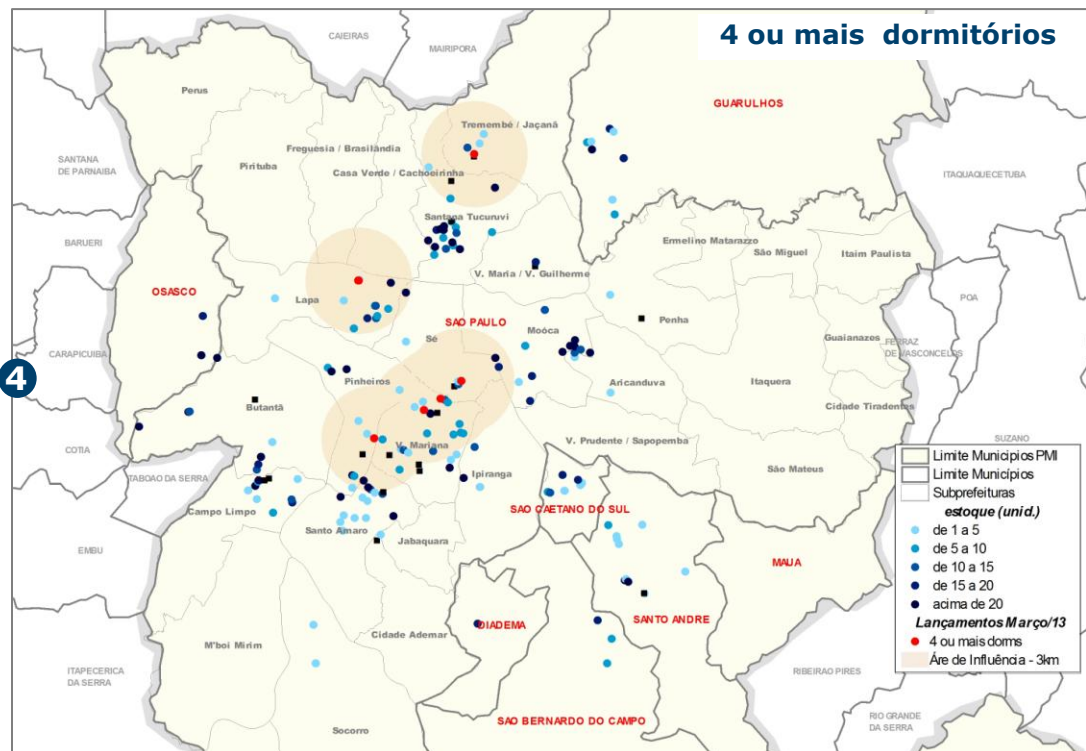 4 ou mais dormitórios
CAIEIRAS
MAIRIPORA
Perus
GUARULHOS
Tremembé / Jaçanã
Freguesia / Brasilândia
SANTANA
DE PARNAIBA
Pirituba
Casa Verde / Cachoeirinha
ITAQUAQUECETUBA
Santana Tucuruvi
BARUERI
Ermelino Matarazzo
São Miguel
Itaim Paulista
V. Maria / V. Guilherme
OSASCO
Lapa
POA
SAO PAULO
Penha
CARAPICUIBA
Sé
Moóca
Guaianazes
FERRAZ
DE VASCONCELOS
4
Pinheiros
Aricanduva
Itaquera
Butantã
Cidade Tiradentes
COTIA
V. Mariana
V. Prudente / Sapopemba
SUZANO
TABOAO DA SERRA
Ipiranga
São Mateus
Campo Limpo
SAO CAETANO DO SUL
Santo Amaro
Jabaquara
EMBU
MAUA
DIADEMA
SANTO ANDRE
Cidade Ademar
M'boi Mirim
ITAPECERICA
DA SERRA
RIBEIRAO PIRES
SAO BERNARDO DO CAMPO
RIO GRANDE
DA SERRA
Socorro
Limite Municipios PMI
Limite Municípios
Subprefeituras
estoque (unid.)
de 1 a 5
de 5 a 10
de 10 a 15
de 15 a 20
acima de 20
Lançamentos Março/13
4 ou mais dorms
Áre de Influência - 3km